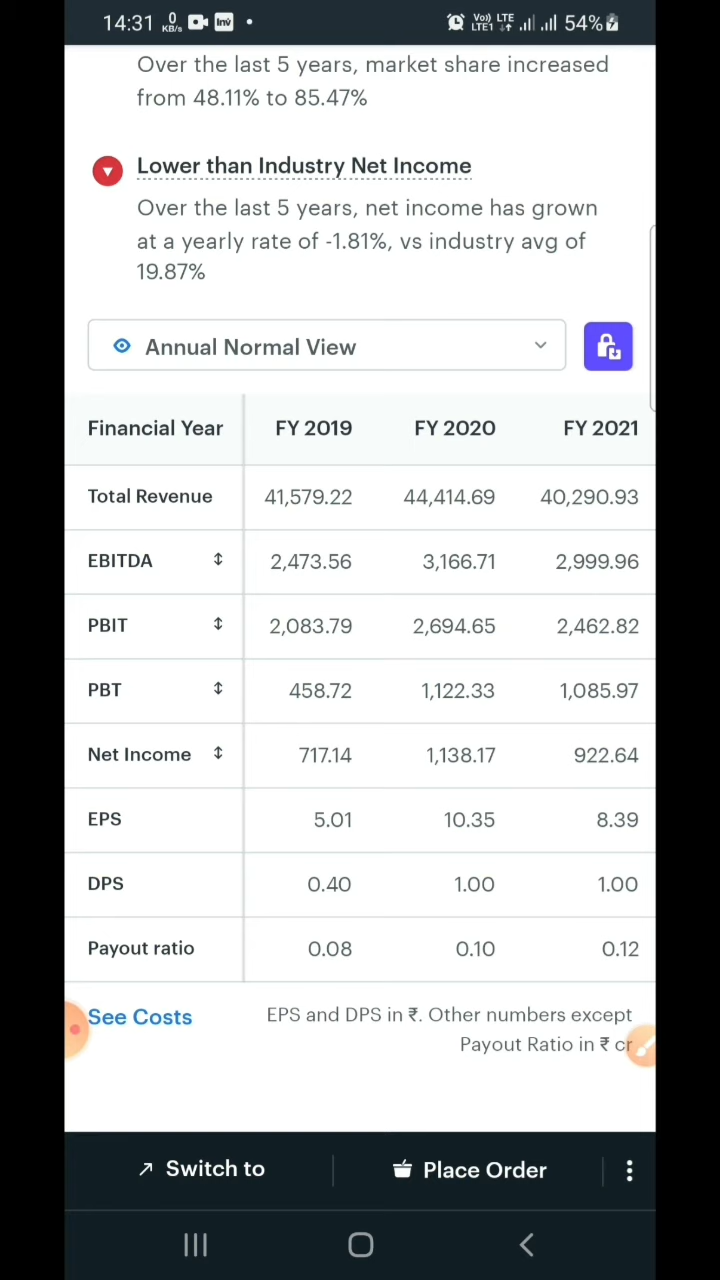 14:31 0 KB/s Inv • Vo)) LTE LTE1 54%
Over the last 5 years, market share increased
from 48.11% to 85.47%
Lower than Industry Net Income
Over the last 5 years, net income has grown
at a yearly rate of -1.81%, vs industry avg of
19.87%
Annual Normal View
Financial Year FY 2019 FY 2020 FY 2021
Total Revenue 41,579.22 44,414.69 40,290.93
EBITDA 2,473.56 3,166.71 2,999.96
PBIT 2,083.79 2,694.65 2,462.82
PBT 458.72 1,122.33 1,085.97
Net Income 717.14 1,138.17 922.64
EPS 5.01 10.35 8.39
DPS 0.40 1.00 1.00
Payout ratio 0.08 0.10 0.12
See Costs EPS and DPS in ₹. Other numbers except
Payout Ratio in ₹ cr
Switch to Place Order